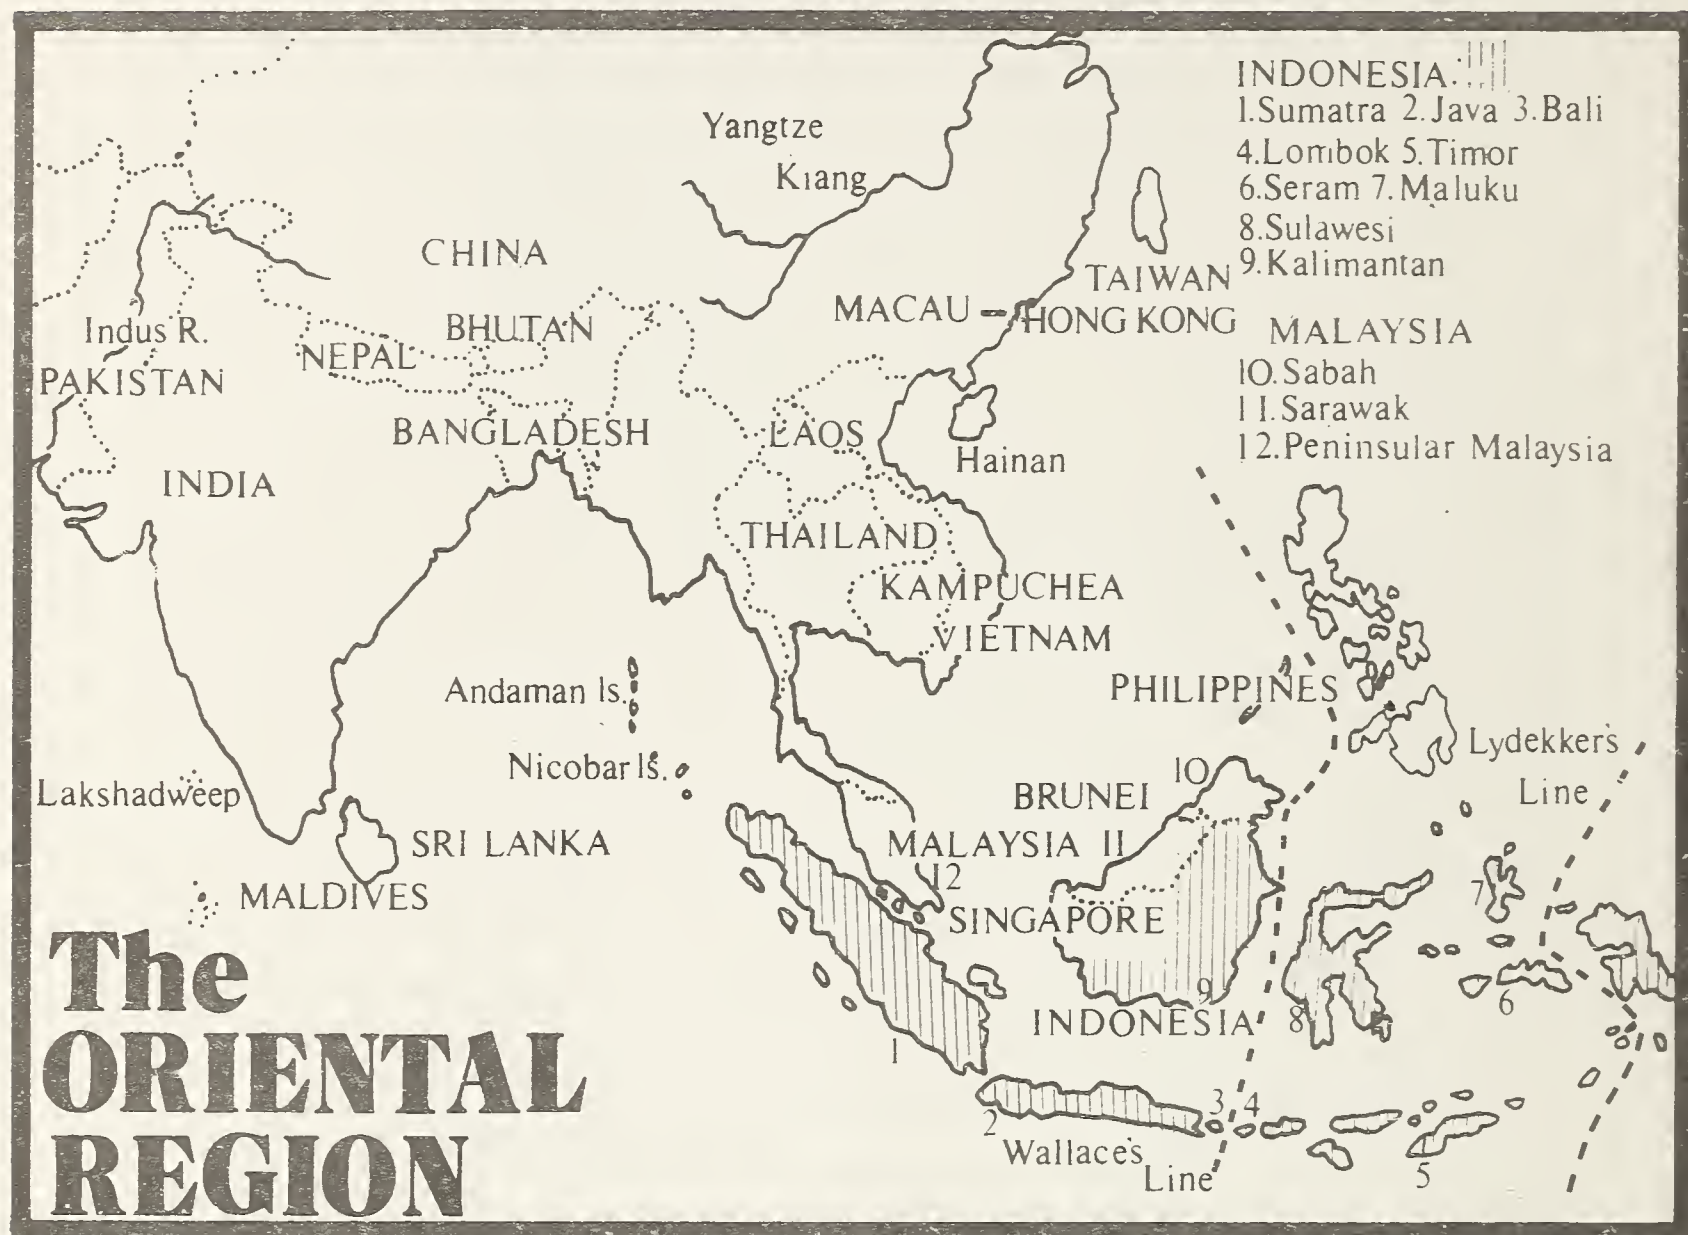 INDONESIA
1.Sumatra 2.Java 3.Bali
4.Lombok 5.Timor
6.Seram 7.Maluku
8.Sulawesi
9.Kalimantan
MALAYSIA
10.Sabah
11.Sarawak
12.Peninsular Malaysia
Yangtze
Kiang
CHINA
TAIWAN
MACAU
HONG KONG
Indus R.
BHUTAN
NEPAL
PAKISTAN
BANGLADESH
LAOS
Hainan
INDIA
THAILAND
KAMPUCHEA
VIETNAM
Andaman Is.
PHILIPPINES
Nicobar Is.
Lydekker's
Line
Lakshadweep
10
BRUNEI
SRI LANKA
MALAYSIA 11
12
MALDIVES
SINGAPORE
7
9
6
INDONESIA
8
1
3
4
2
5
Wallace's
Line
The
ORIENTAL
REGION